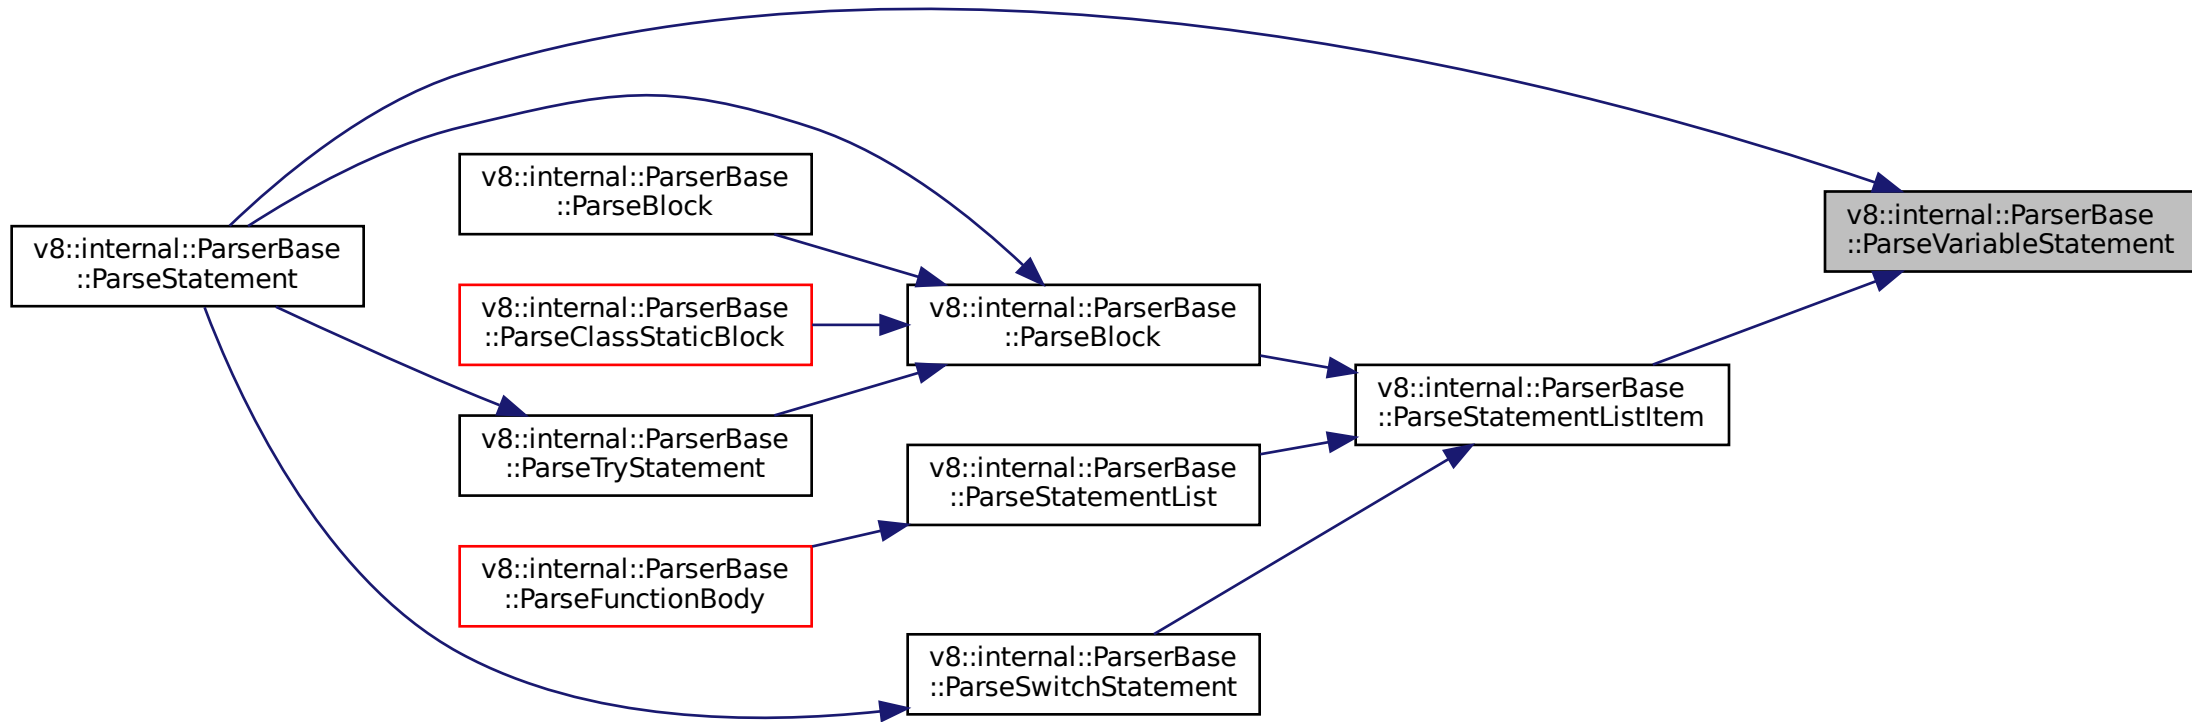 v8::internal::ParserBase
::ParseStatement
v8::internal::ParserBase
::ParseBlock
v8::internal::ParserBase
::ParseClassStaticBlock
v8::internal::ParserBase
::ParseTryStatement
v8::internal::ParserBase
::ParseFunctionBody
v8::internal::ParserBase
::ParseBlock
v8::internal::ParserBase
::ParseStatementList
v8::internal::ParserBase
::ParseSwitchStatement
v8::internal::ParserBase
::ParseStatementListItem
v8::internal::ParserBase
::ParseVariableStatement